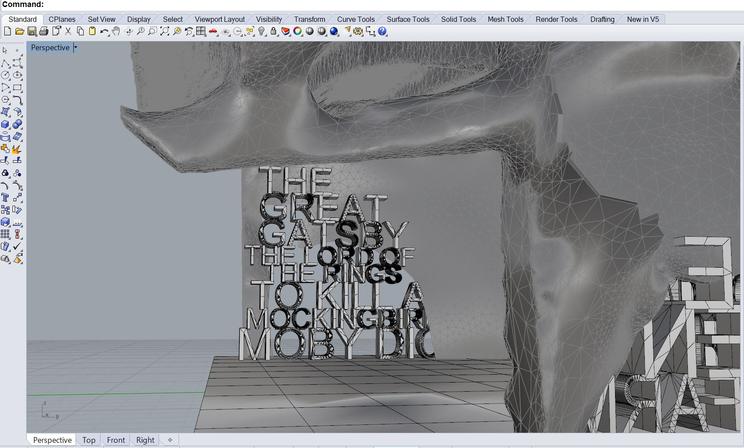 Command:
Standard CPlanes Set View Display Select Viewport Layout Visibility Transform Curve Tools Surface Tools Solid Tools Mesh Tools Render Tools Drafting New in V5
Perspective
THE
GREAT
GATSBY
THE LORD OF
THE RINGS
TO KILL A
MOCKINGBIR
MOBY DIC
Perspective Top Front Right